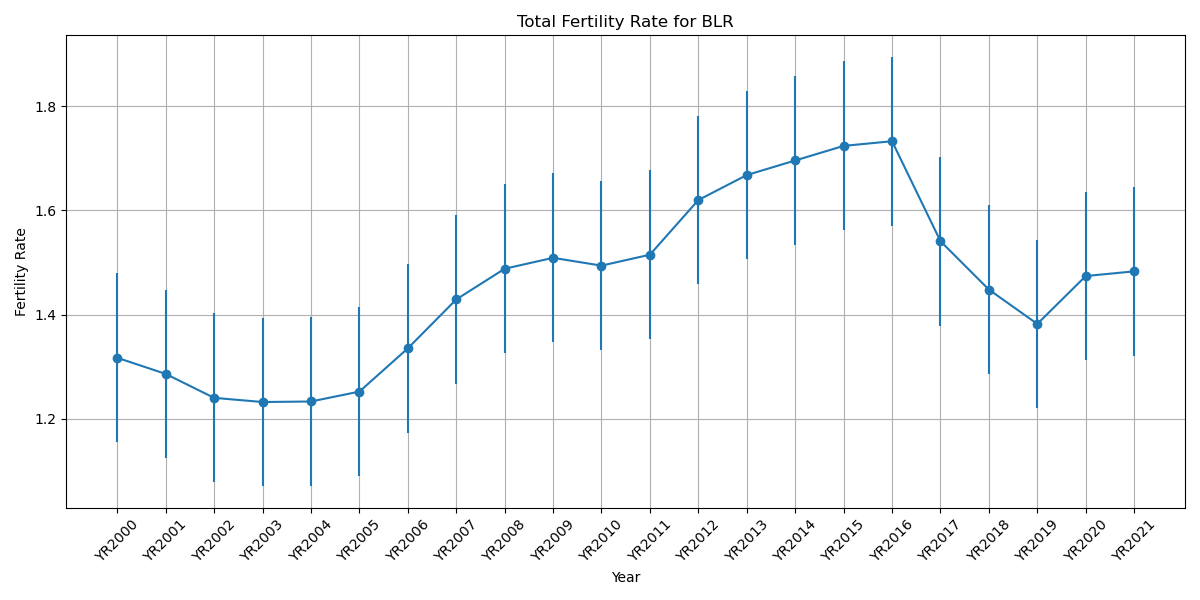 Total Fertility Rate for BLR
Fertility Rate
1.8
1.6
1.4
1.2
YR2000
YR2001
YR2002
YR2003
YR2004
YR2005
YR2006
YR2007
YR2008
YR2009
YR2010
YR2011
YR2012
YR2013
YR2014
YR2015
YR2016
YR2017
YR2018
YR2019
YR2020
YR2021
Year